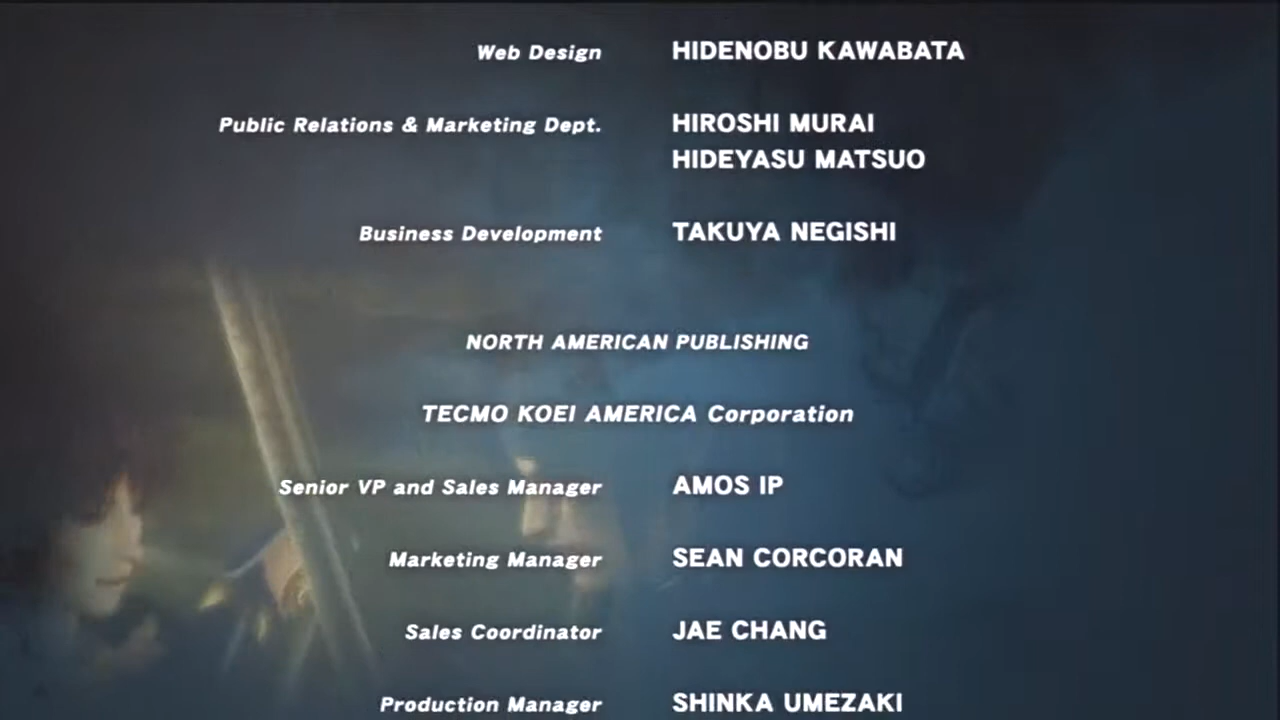 Web Design HIDENOBU KAWABATA
Public Relations & Marketing Dept. HIROSHI MURAI
HIDEYASU MATSUO
Business Development TAKUYA NEGISHI
NORTH AMERICAN PUBLISHING
TECMO KOEI AMERICA Corporation
Senior VP and Sales Manager AMOS IP
Marketing Manager SEAN CORCORAN
Sales Coordinator JAE CHANG
Production Manager SHINKA UMEZAKI